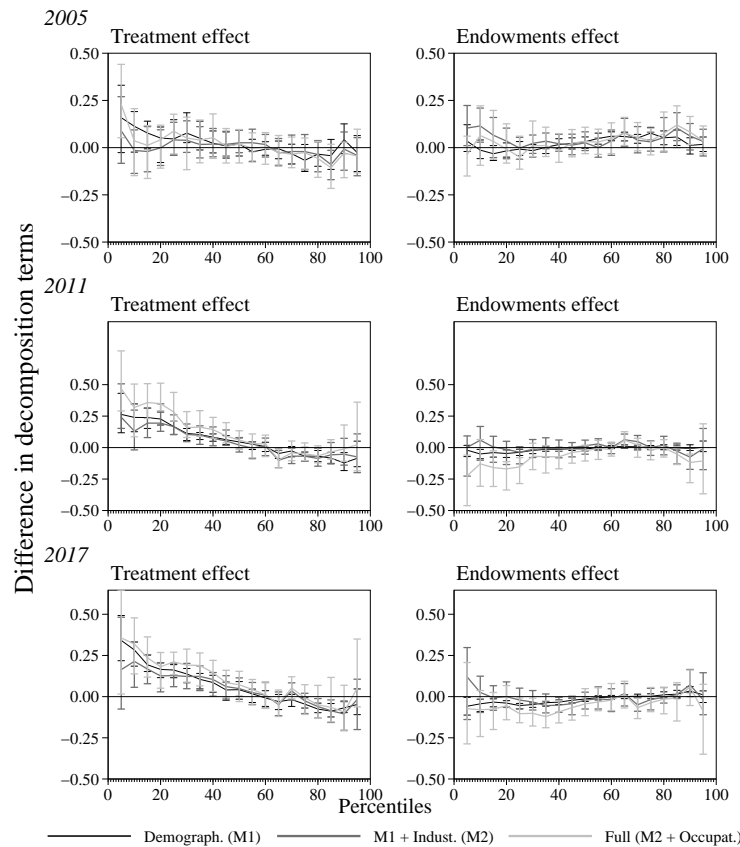 2005
Treatment effect Endowments effect
0.50 0.50
0.25 0.25
0.00 0.00
−0.25 −0.25
−0.50 −0.50
0 20 40 60 80 100 0 20 40 60 80 100
2011
Treatment effect Endowments effect
0.50 0.50
0.25 0.25
0.00 0.00
−0.25 −0.25
−0.50 −0.50
0 20 40 60 80 100 0 20 40 60 80 100
2017
Treatment effect Endowments effect
0.50 0.50
0.25 0.25
0.00 0.00
−0.25 −0.25
−0.50 −0.50
0 20 40 60 80 100 0 20 40 60 80 100
Difference in decomposition terms
Percentiles
Demograph. (M1) M1 + Indust. (M2) Full (M2 + Occupat.)